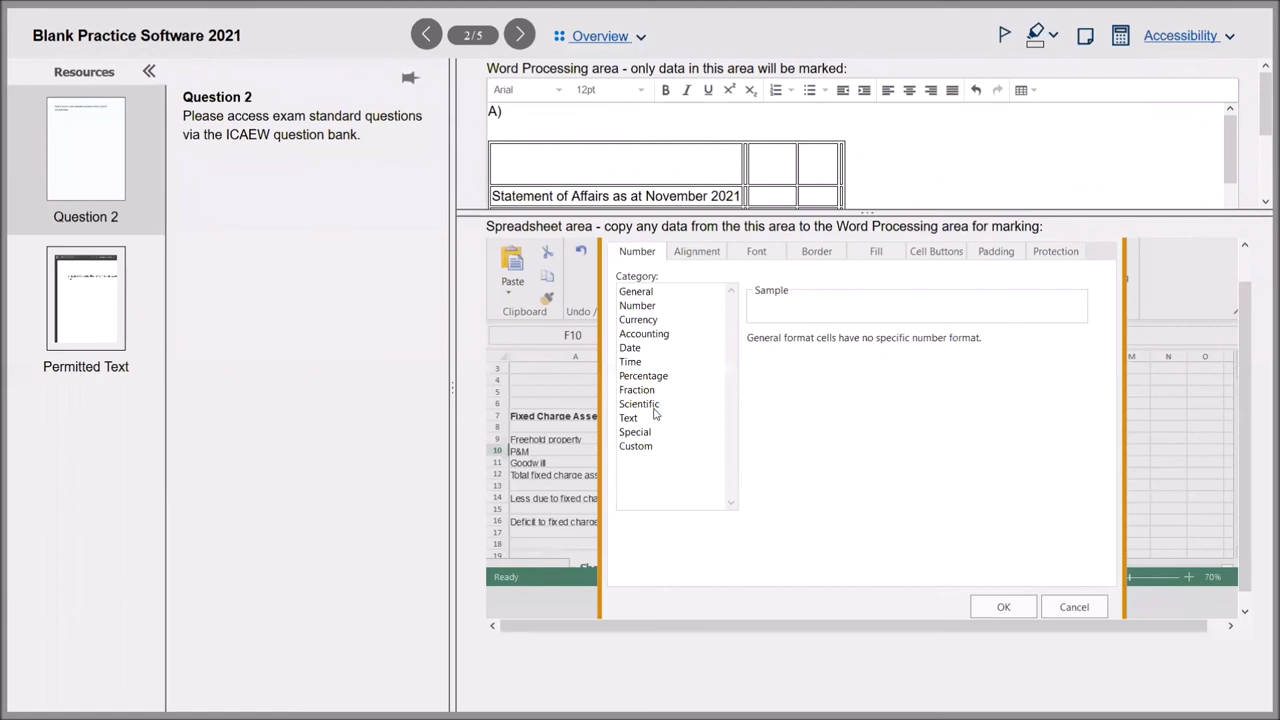 Blank Practice Software 2021
2/5
Overview
Accessibility
Resources
Question 2
Permitted Text
Question 2
Please access exam standard questions
via the ICAEW question bank.
Word Processing area - only data in this area will be marked:
Arial 12pt B I U X² X₂
A)
Statement of Affairs as at November 2021
Spreadsheet area - copy any data from the this area to the Word Processing area for marking:
Paste
Clipboard
Undo /
F10
A
M N O
3
4
5
6
7 Fixed Charge Asse
8
9 Freehold property
10 P&M
11 Goodwill
12 Total fixed charge ass
13
14 Less due to fixed char
15
16 Deficit to fixed charge
17
18
19
Ready
70%
Number Alignment Font Border Fill Cell Buttons Padding Protection
Category:
General
Number
Currency
Accounting
Date
Time
Percentage
Fraction
Scientific
Text
Special
Custom
Sample
General format cells have no specific number format.
OK Cancel